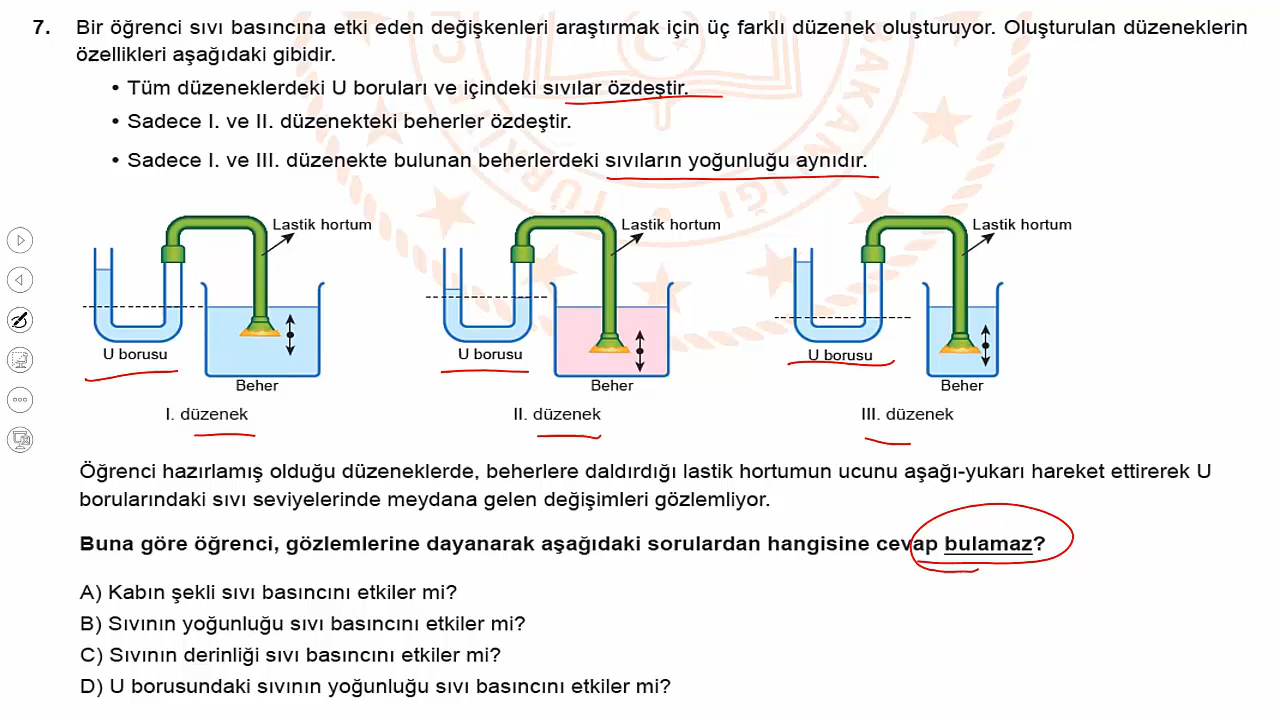 7. Bir öğrenci sıvı basıncına etki eden değişkenleri araştırmak için üç farklı düzenek oluşturuyor. Oluşturulan düzeneklerin
özellikleri aşağıdaki gibidir.
• Tüm düzeneklerdeki U boruları ve içindeki sıvılar özdeştir.
• Sadece I. ve II. düzenekteki beherler özdeştir.
• Sadece I. ve III. düzenekte bulunan beherlerdeki sıvıların yoğunluğu aynıdır.
Lastik hortum Lastik hortum Lastik hortum
U borusu U borusu U borusu
Beher Beher Beher
I. düzenek II. düzenek III. düzenek
Öğrenci hazırlamış olduğu düzeneklerde, beherlere daldırdığı lastik hortumun ucunu aşağı-yukarı hareket ettirerek U
borularındaki sıvı seviyelerinde meydana gelen değişimleri gözlemliyor.
Buna göre öğrenci, gözlemlerine dayanarak aşağıdaki sorulardan hangisine cevap bulamaz?
A) Kabın şekli sıvı basıncını etkiler mi?
B) Sıvının yoğunluğu sıvı basıncını etkiler mi?
C) Sıvının derinliği sıvı basıncını etkiler mi?
D) U borusundaki sıvının yoğunluğu sıvı basıncını etkiler mi?